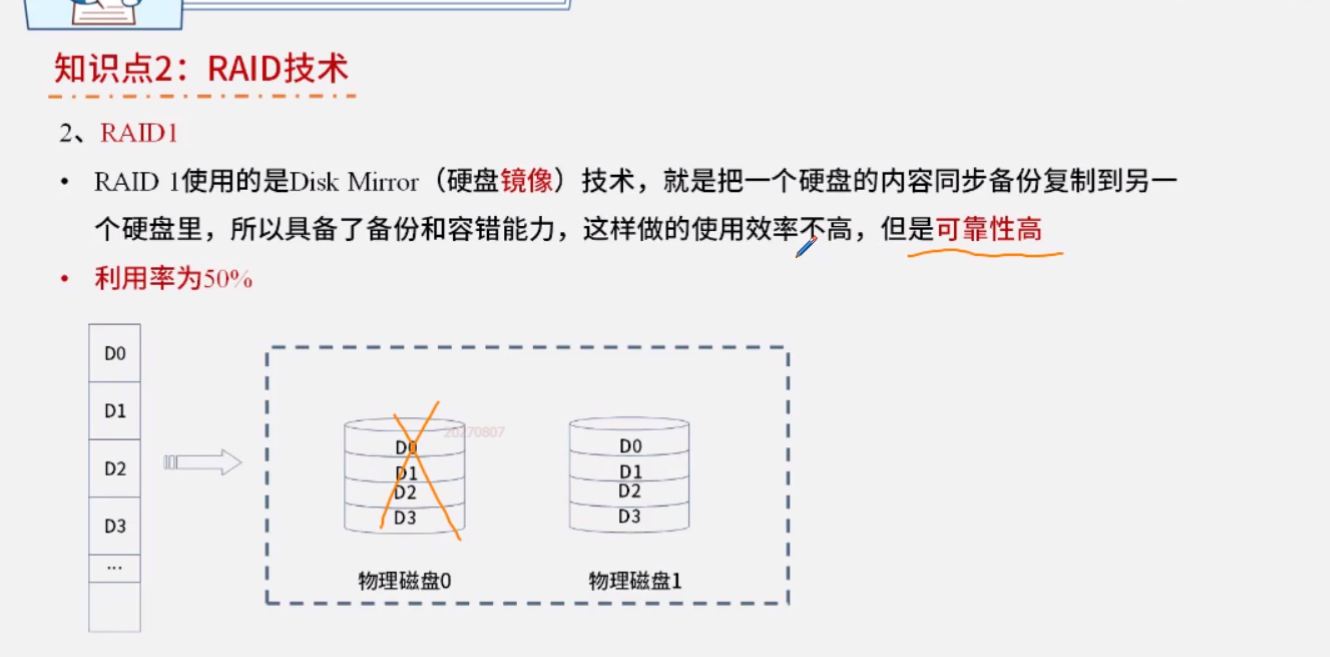 知识点2：RAID技术
2、RAID1
• RAID 1使用的是Disk Mirror（硬盘镜像）技术，就是把一个硬盘的内容同步备份复制到另一
个硬盘里，所以具备了备份和容错能力，这样做的使用效率不高，但是可靠性高
• 利用率为50%
D0
D1
D2
D3
...
20270807
D0
D1
D2
D3
物理磁盘0
D0
D1
D2
D3
物理磁盘1